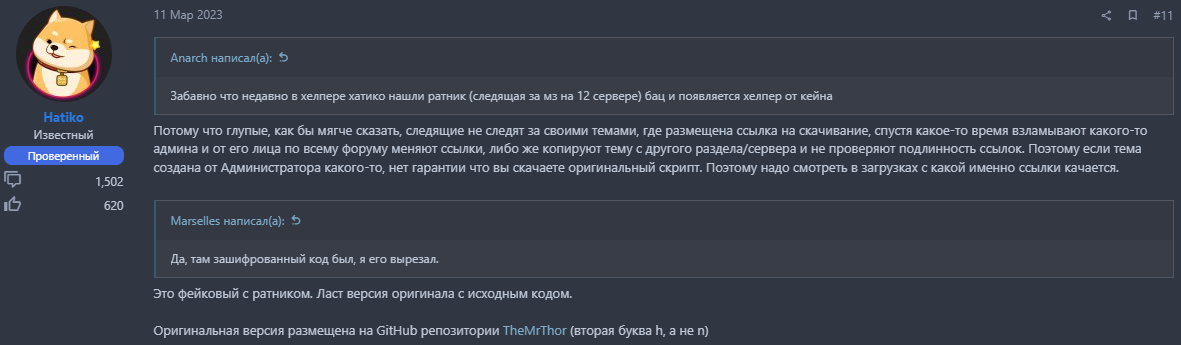 11 Мар 2023
#11
Hatiko
Известный
Проверенный
1,502
620
Anarch написал(а):
Забавно что недавно в хелпере хатико нашли ратник (следящая за мз на 12 сервере) бац и появляется хелпер от кейна
Потому что глупые, как бы мягче сказать, следящие не следят за своими темами, где размещена ссылка на скачивание, спустя какое-то время взламывают какого-то
админа и от его лица по всему форуму меняют ссылки, либо же копируют тему с другого раздела/сервера и не проверяют подлинность ссылок. Поэтому если тема
создана от Администратора какого-то, нет гарантии что вы скачаете оригинальный скрипт. Поэтому надо смотреть в загрузках с какой именно ссылки качается.
Marselles написал(а):
Да, там зашифрованный код был, я его вырезал.
Это фейковый с ратником. Ласт версия оригинала с исходным кодом.
Оригинальная версия размещена на GitHub репозитории TheMrThor (вторая буква h, а не n)